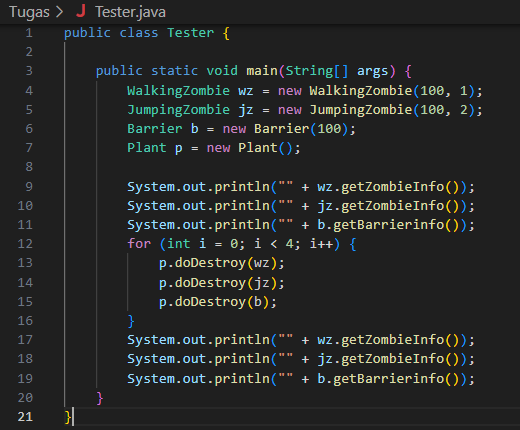 Tugas > J Tester.java
1 public class Tester {
2
3     public static void main(String[] args) {
4         WalkingZombie wz = new WalkingZombie(100, 1);
5         JumpingZombie jz = new JumpingZombie(100, 2);
6         Barrier b = new Barrier(100);
7         Plant p = new Plant();
8
9         System.out.println("" + wz.getZombieInfo());
10         System.out.println("" + jz.getZombieInfo());
11         System.out.println("" + b.getBarrierinfo());
12         for (int i = 0; i < 4; i++) {
13             p.doDestroy(wz);
14             p.doDestroy(jz);
15             p.doDestroy(b);
16         }
17         System.out.println("" + wz.getZombieInfo());
18         System.out.println("" + jz.getZombieInfo());
19         System.out.println("" + b.getBarrierinfo());
20     }
21 }